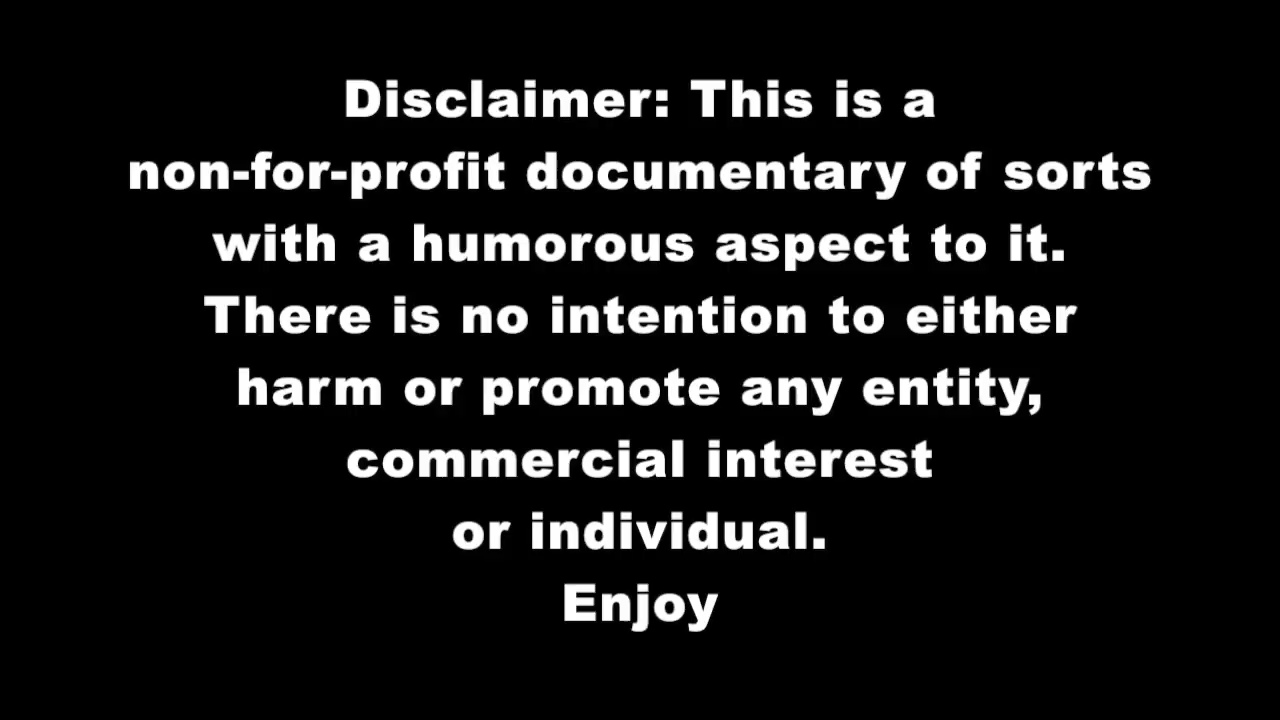 Disclaimer: This is a
non-for-profit documentary of sorts
with a humorous aspect to it.
There is no intention to either
harm or promote any entity,
commercial interest
or individual.
Enjoy